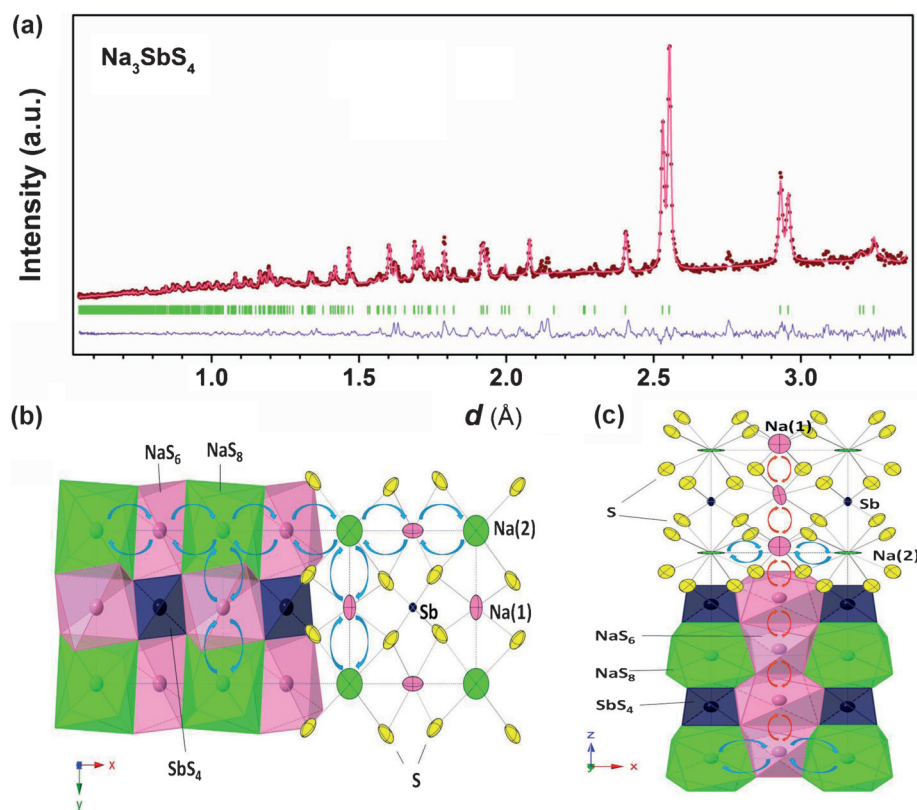 (a)
Na₃SbS₄
Intensity (a.u.)
1.0 1.5 2.0 2.5 3.0
d (Å)
(b)
NaS₆
NaS₈
Na(2)
Sb
Na(1)
SbS₄
S
x
y
(c)
Na(1)
S
Sb
Na(2)
NaS₆
NaS₈
SbS₄
z
y
x